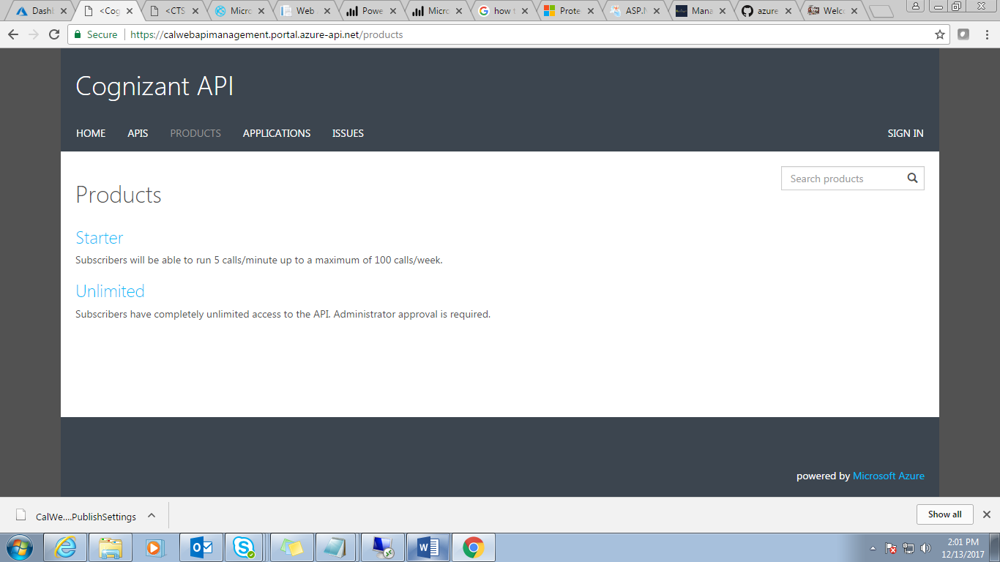 Dashb
<Cog
<CTS
Micro
Web
Powe
Micro
how t
Prote
ASP.N
Mana
azure
Welco
Secure
https://calwebapimanagement.portal.azure-api.net/products
Cognizant API
HOME
APIS
PRODUCTS
APPLICATIONS
ISSUES
SIGN IN
Search products
Products
Starter
Subscribers will be able to run 5 calls/minute up to a maximum of 100 calls/week.
Unlimited
Subscribers have completely unlimited access to the API. Administrator approval is required.
powered by Microsoft Azure
CalWe....PublishSettings
Show all
2:01 PM
12/13/2017